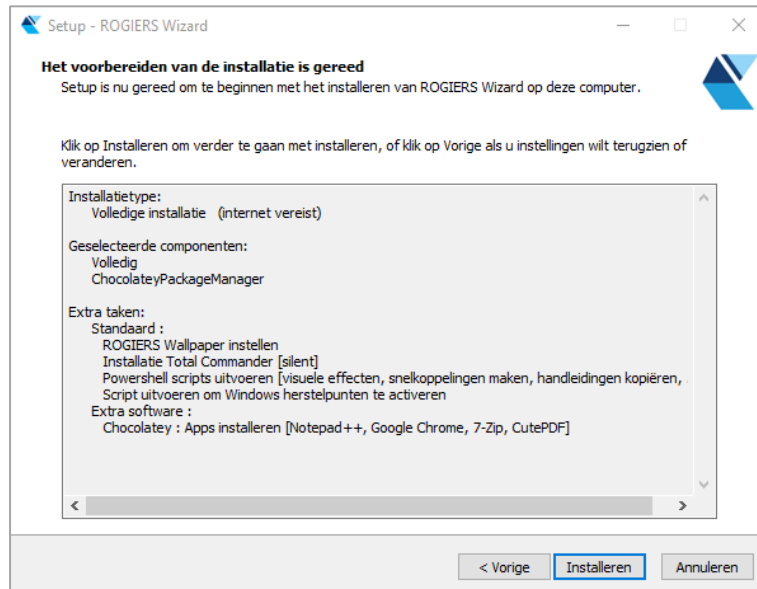 Setup - ROGIERS Wizard
Het voorbereiden van de installatie is gereed
Setup is nu gereed om te beginnen met het installeren van ROGIERS Wizard op deze computer.
Klik op Installeren om verder te gaan met installeren, of klik op Vorige als u instellingen wilt terugzien of
veranderen.
Installatietype:
Volledige installatie (internet vereist)
Geselecteerde componenten:
Volledig
ChocolateyPackageManager
Extra taken:
Standaard :
ROGIERS Wallpaper instellen
Installatie Total Commander [silent]
Powershell scripts uitvoeren [visuele effecten, snelkoppelingen maken, handleidingen kopiëren, .
Script uitvoeren om Windows herstelpunten te activeren
Extra software :
Chocolatey : Apps installeren [Notepad++, Google Chrome, 7-Zip, CutePDF]
< Vorige
Installeren
Annuleren